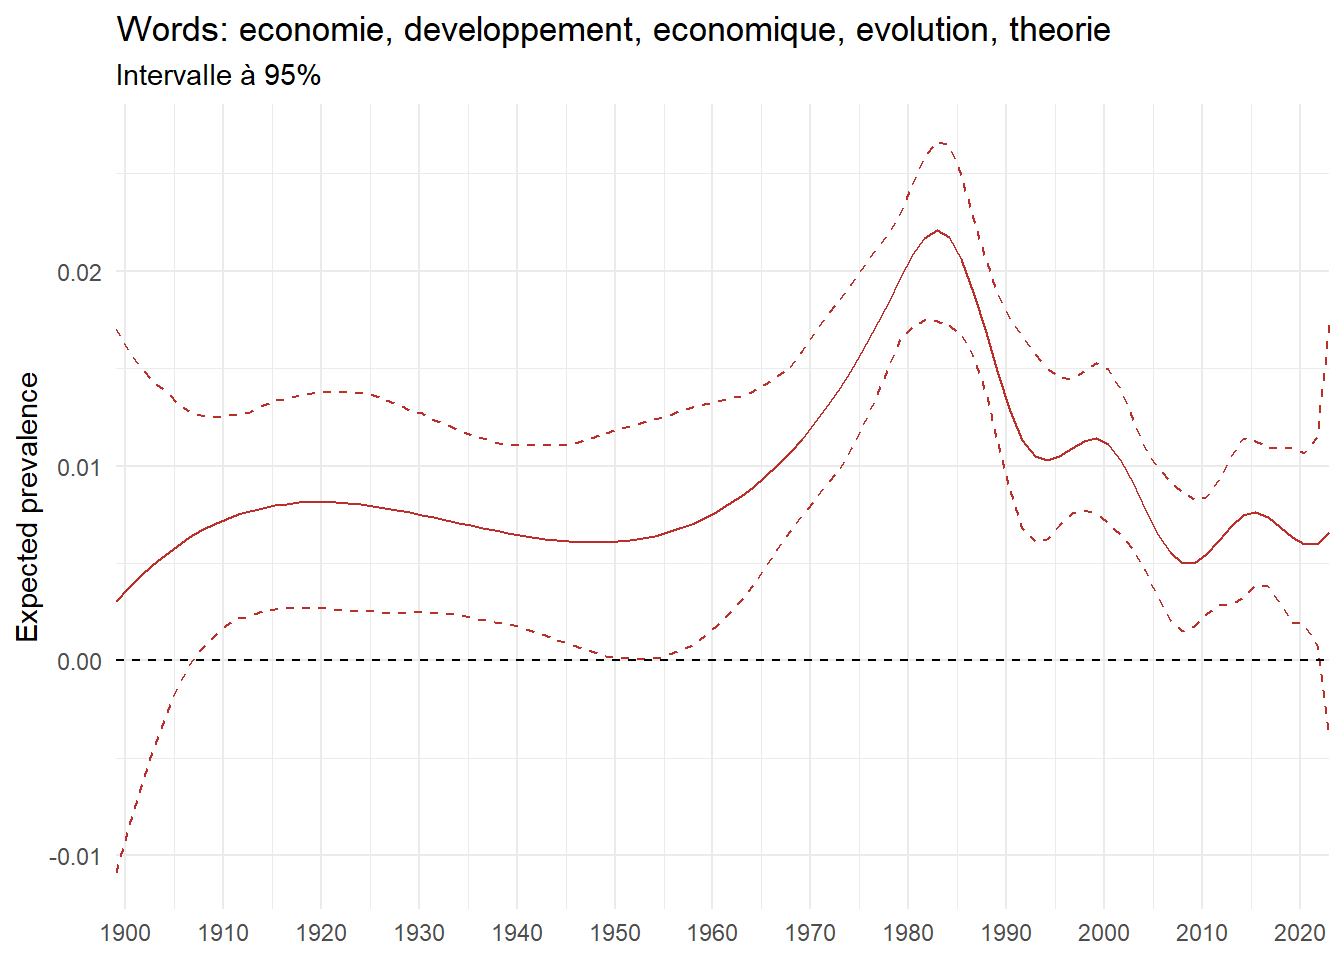 Words: economie, developpement, economique, evolution, theorie
Intervalle à 95%
Expected prevalence
0.02
0.01
0.00
-0.01
1900 1910 1920 1930 1940 1950 1960 1970 1980 1990 2000 2010 2020